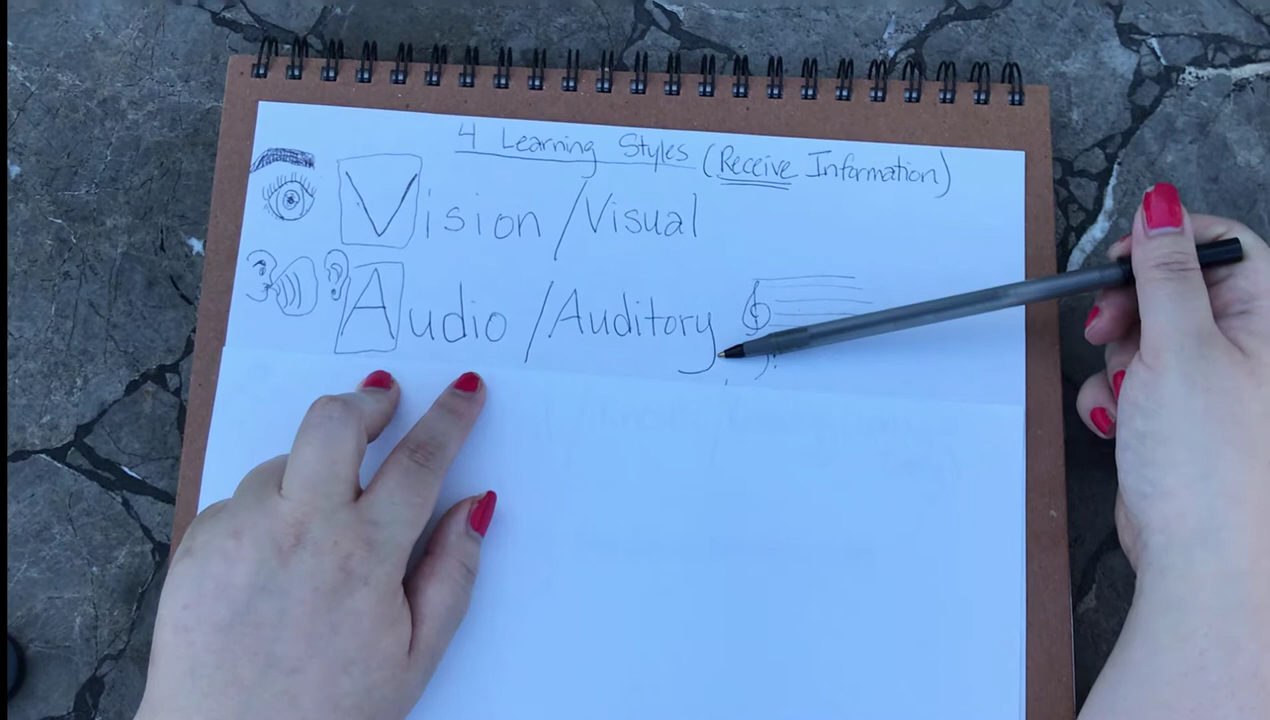 4 Learning Styles (Receive Information)
Vision / Visual
Audio / Auditory